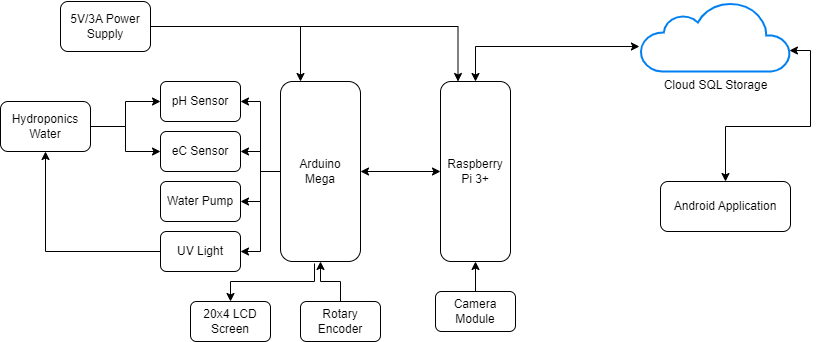 5V/3A Power
Supply
Cloud SQL Storage
pH Sensor
Hydroponics
Water
eC Sensor
Arduino
Mega
Raspberry
Pi 3+
Water Pump
Android Application
UV Light
20x4 LCD
Screen
Rotary
Encoder
Camera
Module